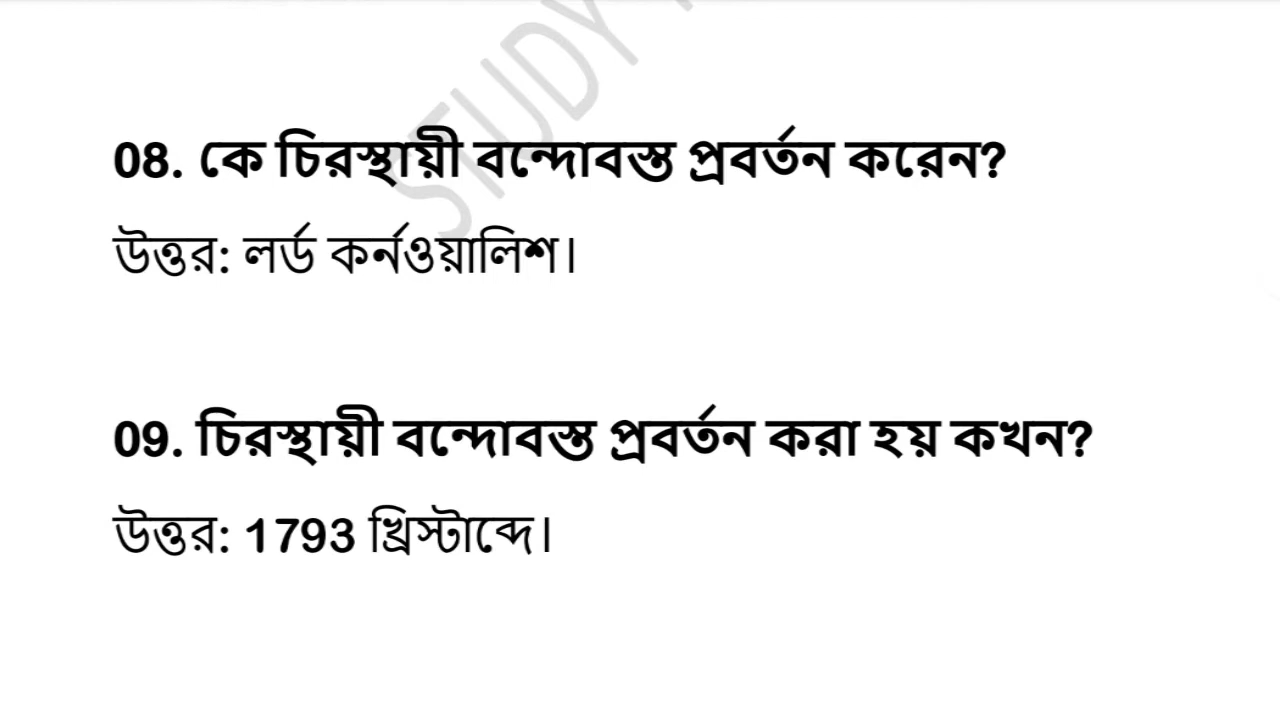 STUDY
08. কে চিরস্থায়ী বন্দোবস্ত প্রবর্তন করেন?
উত্তর: লর্ড কর্নওয়ালিশ।
09. চিরস্থায়ী বন্দোবস্ত প্রবর্তন করা হয় কখন?
উত্তর: 1793 খ্রিস্টাব্দে।